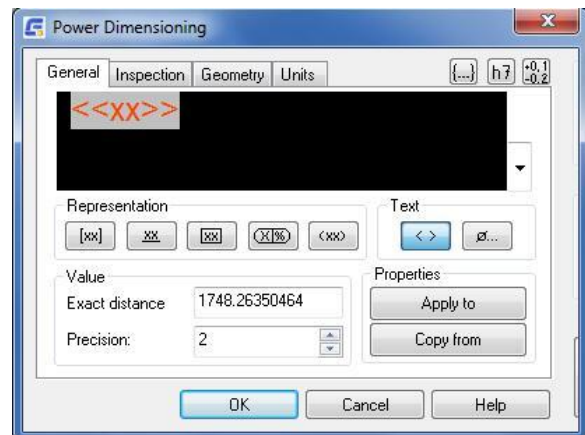 Power Dimensioning
General Inspection Geometry Units {...} h7 +0,1 -0,2
<<xx>>
Representation Text
[xx] xx xx (X|%) (xx) < > ø...
Value Properties
Exact distance 1748.26350464 Apply to
Precision: 2 Copy from
OK Cancel Help